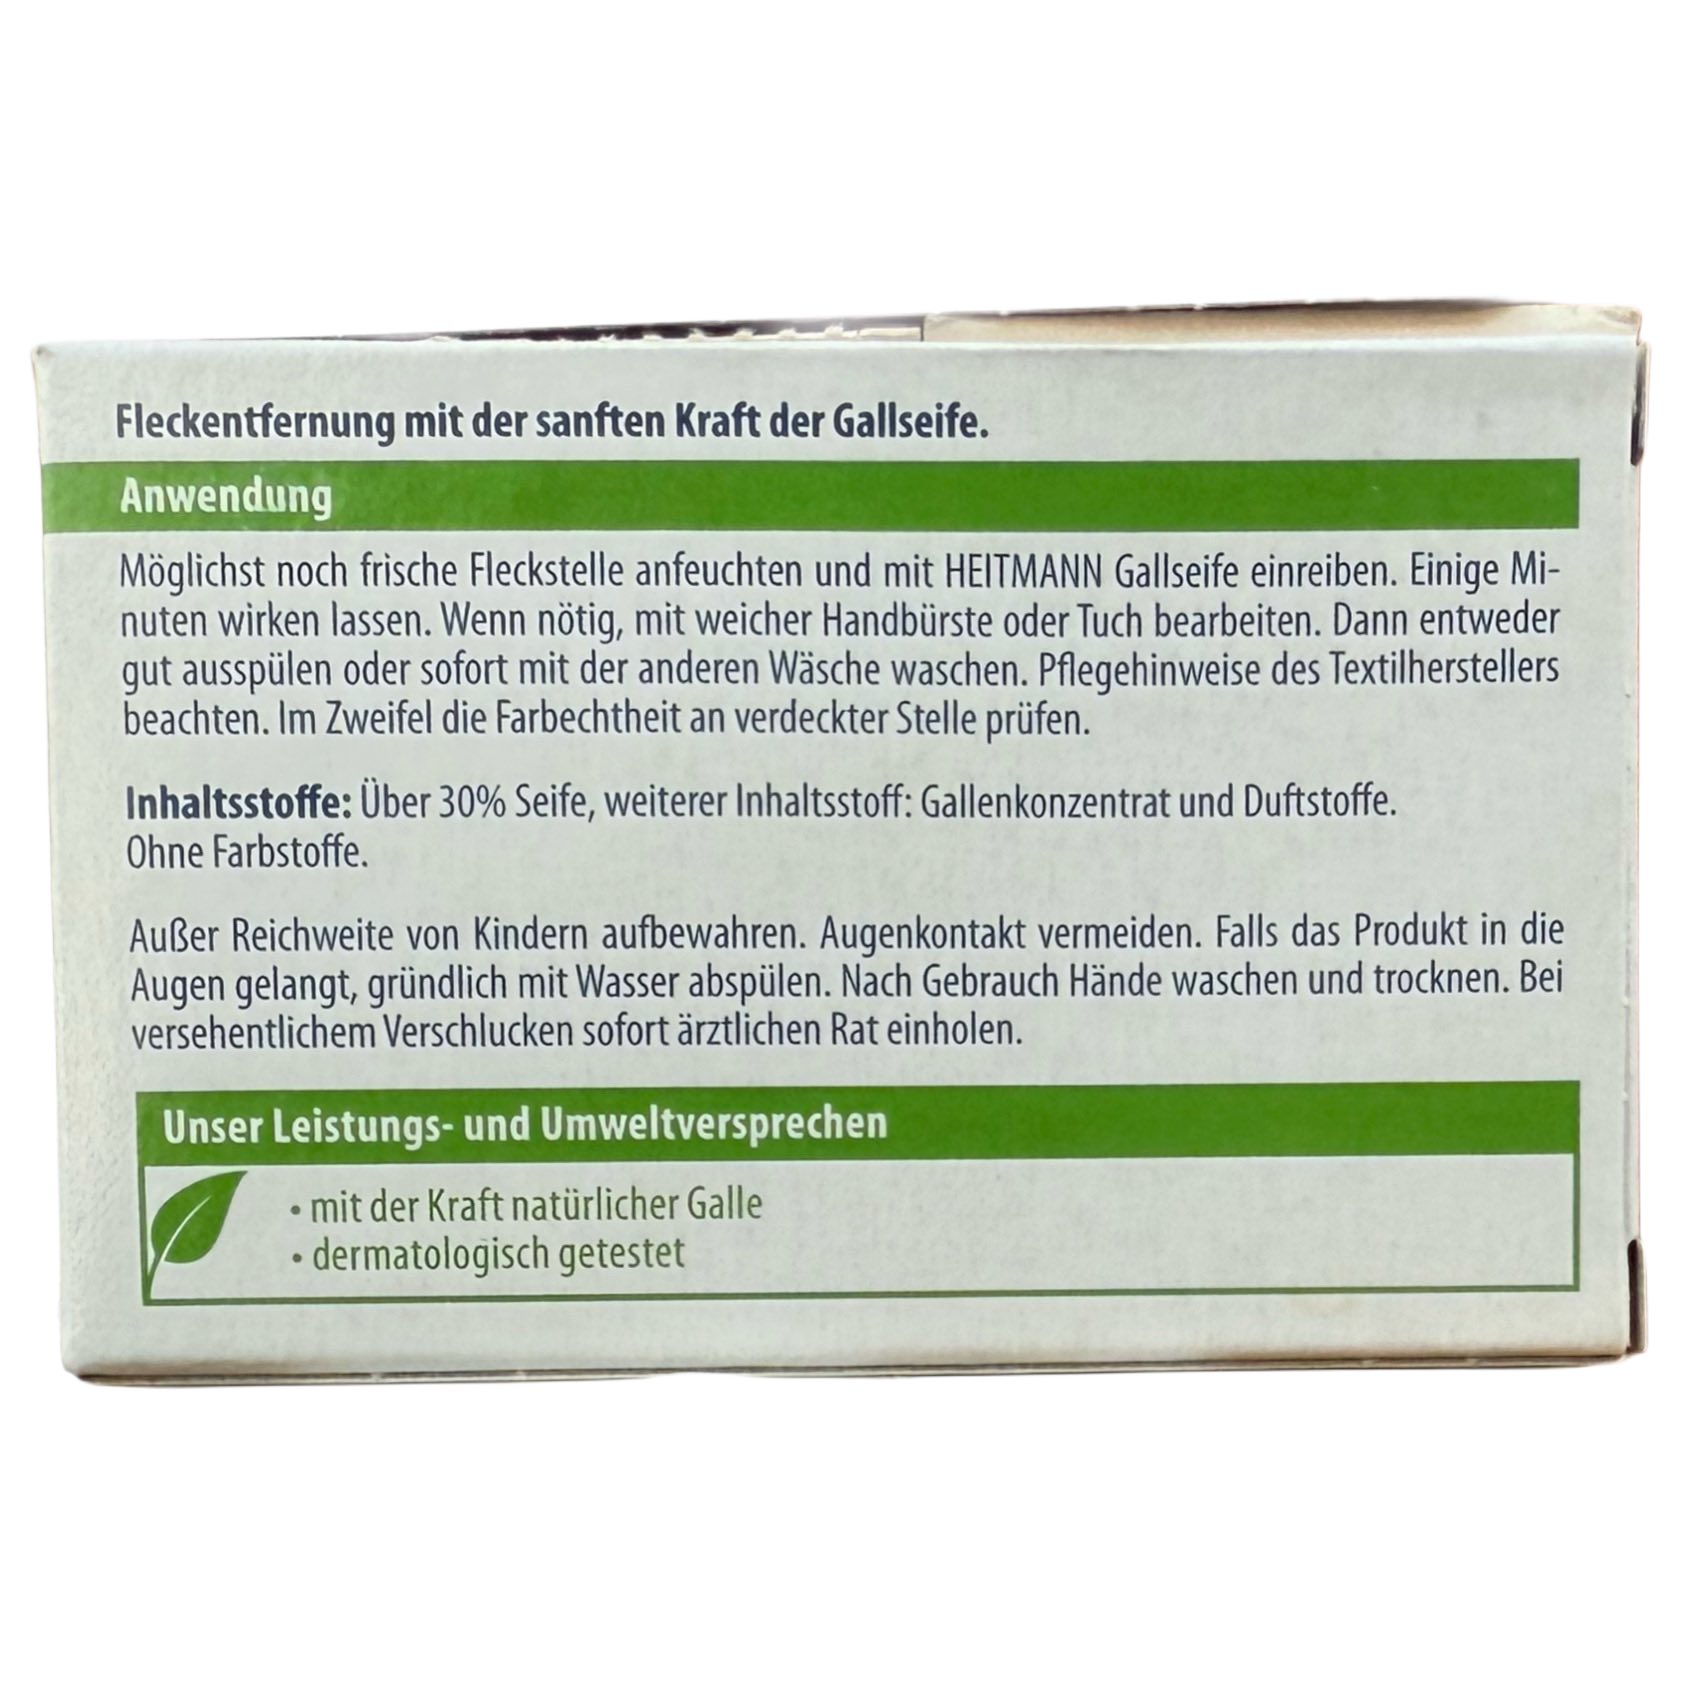 Fleckentfernung mit der sanften Kraft der Gallseife.
Anwendung
Möglichst noch frische Fleckstelle anfeuchten und mit HEITMANN Gallseife einreiben. Einige Mi-
nuten wirken lassen. Wenn nötig, mit weicher Handbürste oder Tuch bearbeiten. Dann entweder
gut ausspülen oder sofort mit der anderen Wäsche waschen. Pflegehinweise des Textilherstellers
beachten. Im Zweifel die Farbechtheit an verdeckter Stelle prüfen.
Inhaltsstoffe: Über 30% Seife, weiterer Inhaltsstoff: Gallenkonzentrat und Duftstoffe.
Ohne Farbstoffe.
Außer Reichweite von Kindern aufbewahren. Augenkontakt vermeiden. Falls das Produkt in die
Augen gelangt, gründlich mit Wasser abspülen. Nach Gebrauch Hände waschen und trocknen. Bei
versehentlichem Verschlucken sofort ärztlichen Rat einholen.
Unser Leistungs- und Umweltversprechen
• mit der Kraft natürlicher Galle
• dermatologisch getestet